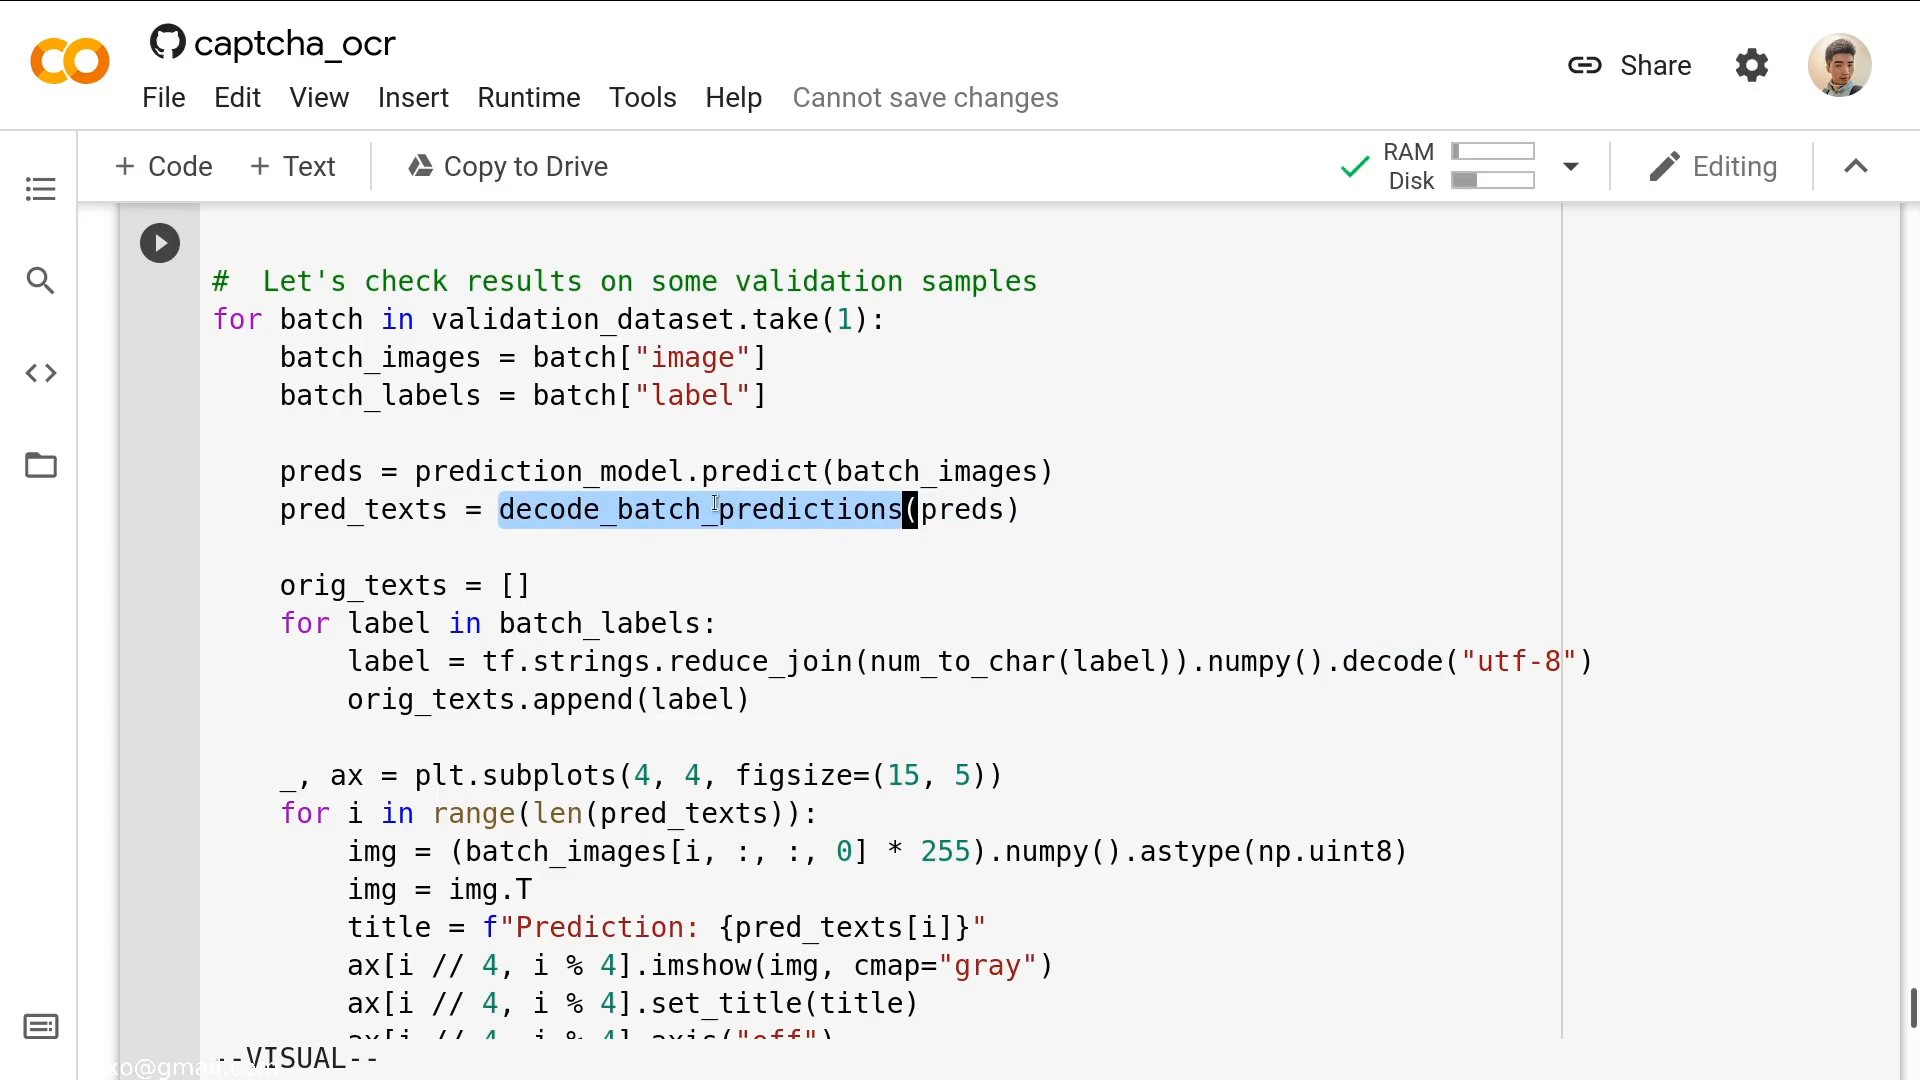 captcha_ocr
File Edit View Insert Runtime Tools Help Cannot save changes
Share
+ Code + Text Copy to Drive
RAM
Disk
Editing
#  Let's check results on some validation samples
for batch in validation_dataset.take(1):
    batch_images = batch["image"]
    batch_labels = batch["label"]
    preds = prediction_model.predict(batch_images)
    pred_texts = decode_batch_predictions(preds)
    orig_texts = []
    for label in batch_labels:
        label = tf.strings.reduce_join(num_to_char(label)).numpy().decode("utf-8")
        orig_texts.append(label)
    _, ax = plt.subplots(4, 4, figsize=(15, 5))
    for i in range(len(pred_texts)):
        img = (batch_images[i, :, :, 0] * 255).numpy().astype(np.uint8)
        img = img.T
        title = f"Prediction: {pred_texts[i]}"
        ax[i // 4, i % 4].imshow(img, cmap="gray")
        ax[i // 4, i % 4].set_title(title)
        ax[i // 4, i % 4].axis("off")
--VISUAL--